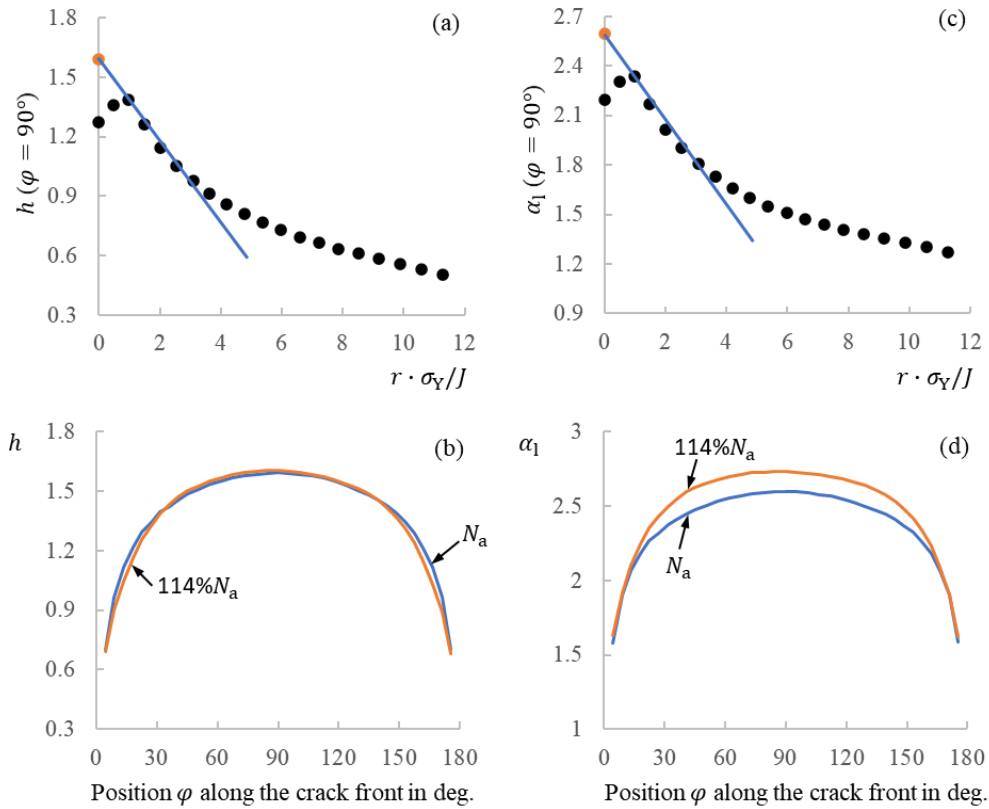 1.8
1.5
1.2
0.9
0.6
0.3
h (φ = 90°)
(a)
0 2 4 6 8 10 12
r · σY/J
2.7
2.4
2.1
1.8
1.5
1.2
0.9
αl (φ = 90°)
(c)
0 2 4 6 8 10 12
r · σY/J
h
1.8
1.5
1.2
0.9
0.6
0.3
(b)
Na
114%Na
0 30 60 90 120 150 180
Position φ along the crack front in deg.
αl
3
2.5
2
1.5
1
(d)
114%Na
Na
0 30 60 90 120 150 180
Position φ along the crack front in deg.